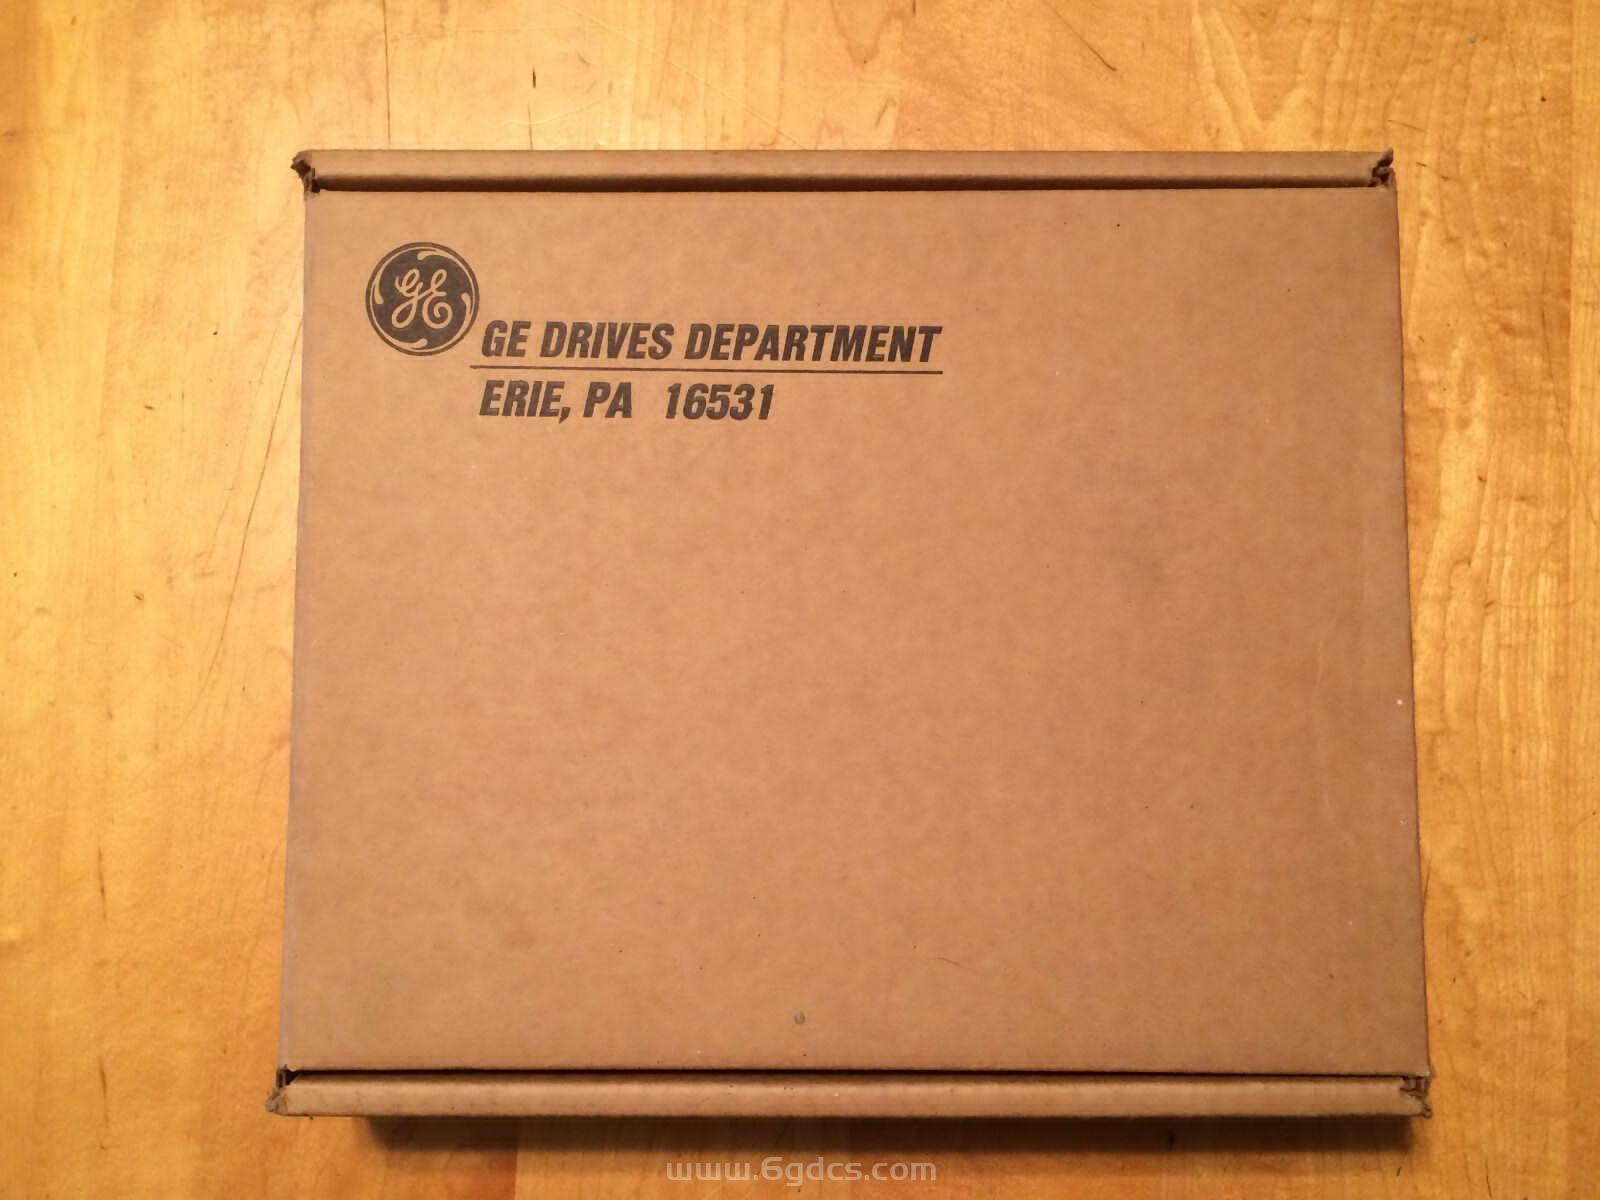 GE
GE DRIVES DEPARTMENT
ERIE, PA 16531
www.6gdcs.com